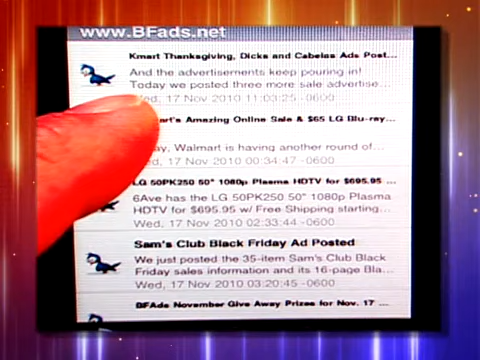 www.BFads.net
Kmart Thanksgiving, Dicks and Cabelas Ads Post...
And the advertisements keep pouring in!
Today we posted three more sale advertise...
Wed, 17 Nov 2010 11:03:25 -0600
Amazing Online Sale & $65 LG Blu-ray...
Walmart is having another round of...
Wed, 17 Nov 2010 00:34:47 -0600
LG 50PK250 50" 1080p Plasma HDTV for $695.95 ...
6Ave has the LG 50PK250 50" 1080p Plasma
HDTV for $695.95 w/ Free Shipping starting...
Wed, 17 Nov 2010 02:33:44 -0600
Sam's Club Black Friday Ad Posted
We just posted the 35-item Sam's Club Black
Friday sales information and its 16-page Bla...
Wed, 17 Nov 2010 03:20:45 -0600
BFAds November Give Away Prizes for Nov. 17 ...